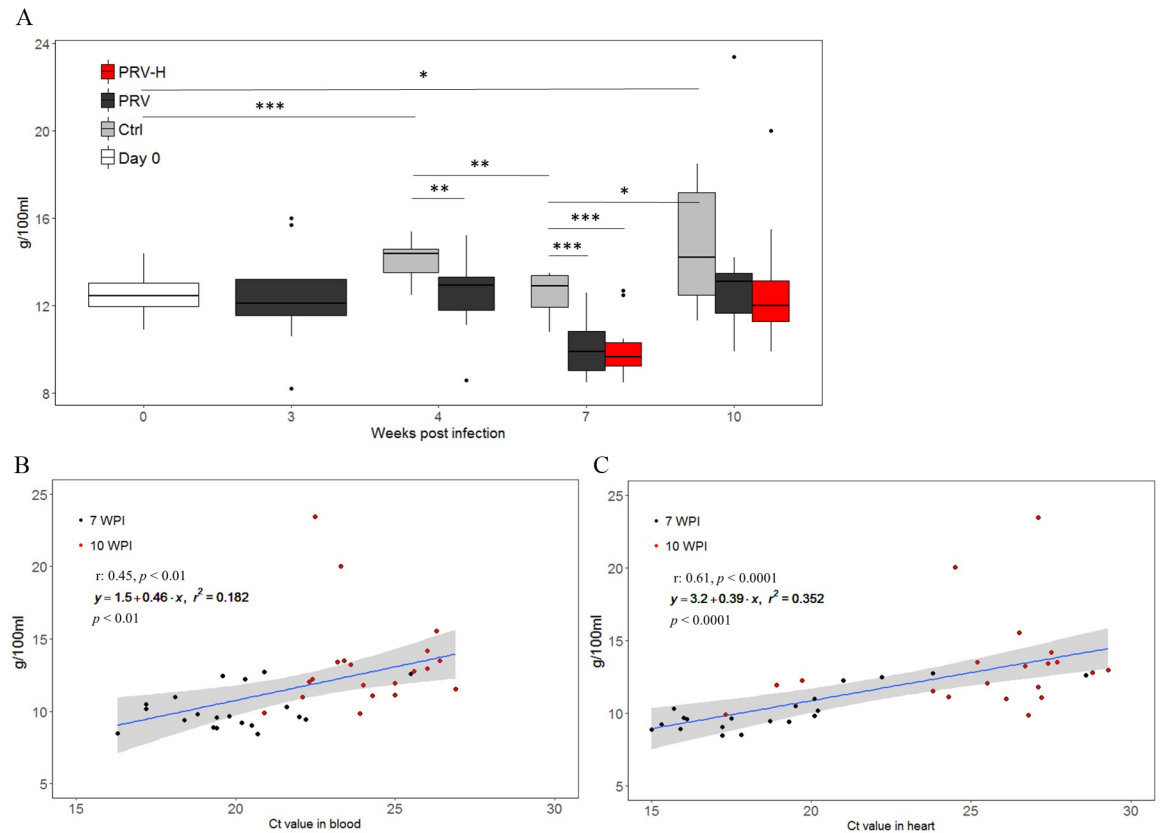 A
24
20
16
12
8
g/100ml
PRV-H
PRV
Ctrl
Day 0
*
***
**
**
*
***
***
0 3 4 7 10
Weeks post infection
B
25
20
15
10
5
g/100ml
7 WPI
10 WPI
r: 0.45, p < 0.01
y = 1.5+0.46 · x, r² = 0.182
p < 0.01
15 20 25 30
Ct value in blood
C
25
20
15
10
5
g/100ml
7 WPI
10 WPI
r: 0.61, p < 0.0001
y = 3.2+0.39 · x, r² = 0.352
p < 0.0001
15 20 25 30
Ct value in heart